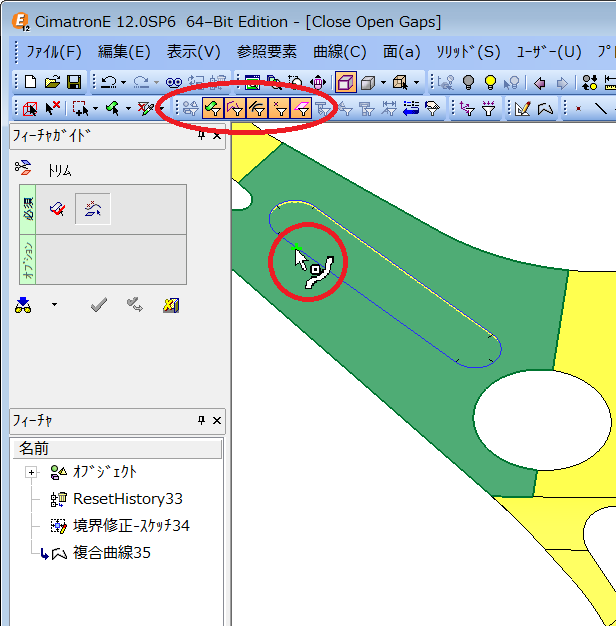 CimatronE 12.0SP6 64-Bit Edition - [Close Open Gaps]
ﾌｧｲﾙ(F) 編集(E) 表示(V) 参照要素 曲線(C) 面(a) ｿﾘｯﾄﾞ(S) ﾕｰｻﾞｰ(U)
ﾌｨｰﾁｬｶﾞｲﾄﾞ
ﾄﾘﾑ
必須
ｵﾌﾟｼｮﾝ
ﾌｨｰﾁｬ
名前
ｵﾌﾞｼﾞｪｸﾄ
ResetHistory33
境界修正-ｽｹｯﾁ34
複合曲線35